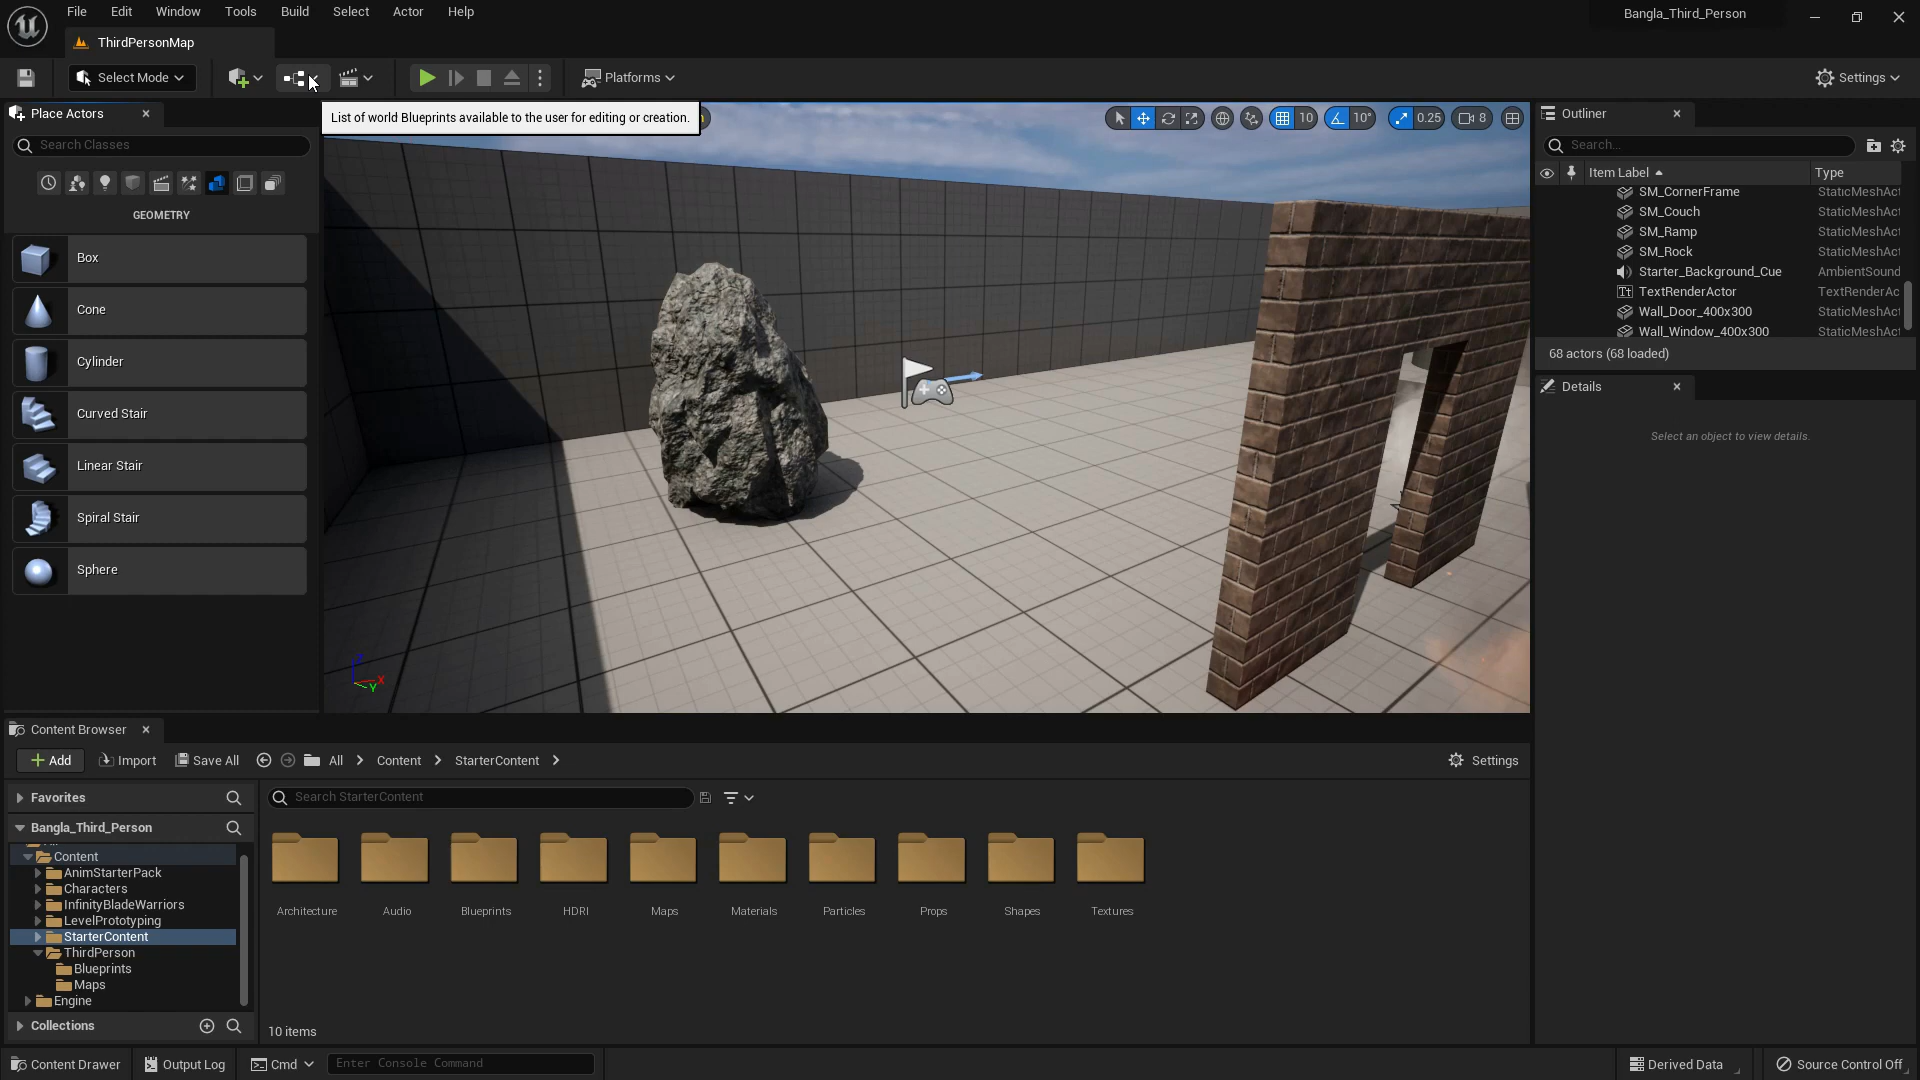 File Edit View Tools Build Select Actor Help
Bangla_Third_Person
ThirdPersonMap
Select Mode
Platforms
Settings
Place Actors
List of world Blueprints available to the user for editing or creation.
10
10°
0.25
8
Search Classes
GEOMETRY
Box
Cone
Cylinder
Curved Stair
Linear Stair
Spiral Stair
Sphere
X
Y
Outliner
Search...
Item Label Type
SM_CornerFrame StaticMeshAct
SM_Couch StaticMeshAct
SM_Ramp StaticMeshAct
SM_Rock StaticMeshAct
Starter_Background_Cue AmbientSound
TextRenderActor TextRenderAc
Wall_Door_400x300 StaticMeshAct
Wall_Window_400x300 StaticMeshAct
68 actors (68 loaded)
Details
Select an object to view details.
Content Browser
Add Import Save All All Content StarterContent
Settings
Favorites
Bangla_Third_Person
Content
AnimStarterPack
Characters
InfinityBladeWarriors
LevelPrototyping
StarterContent
ThirdPerson
Blueprints
Maps
Engine
Collections
Search StarterContent
Architecture Audio Blueprints HDRI Maps Materials Particles Props Shapes Textures
10 items
Content Drawer Output Log Cmd Enter Console Command
Derived Data Source Control Off